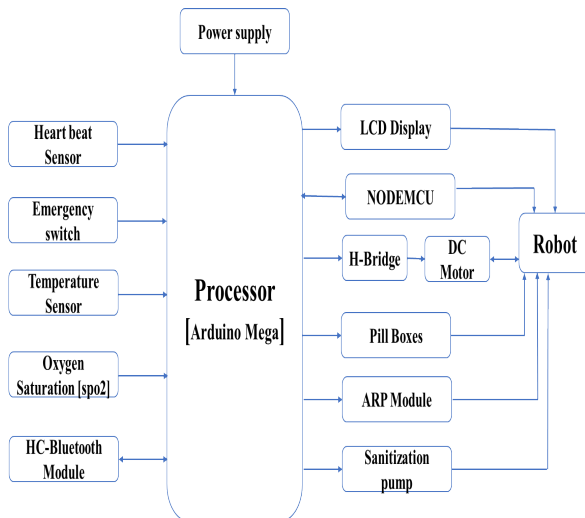 Power supply
Heart beat
Sensor
Emergency
switch
Temperature
Sensor
Oxygen
Saturation [spo2]
HC-Bluetooth
Module
Processor
[Arduino Mega]
LCD Display
NODEMCU
H-Bridge
DC
Motor
Pill Boxes
ARP Module
Sanitization
pump
Robot